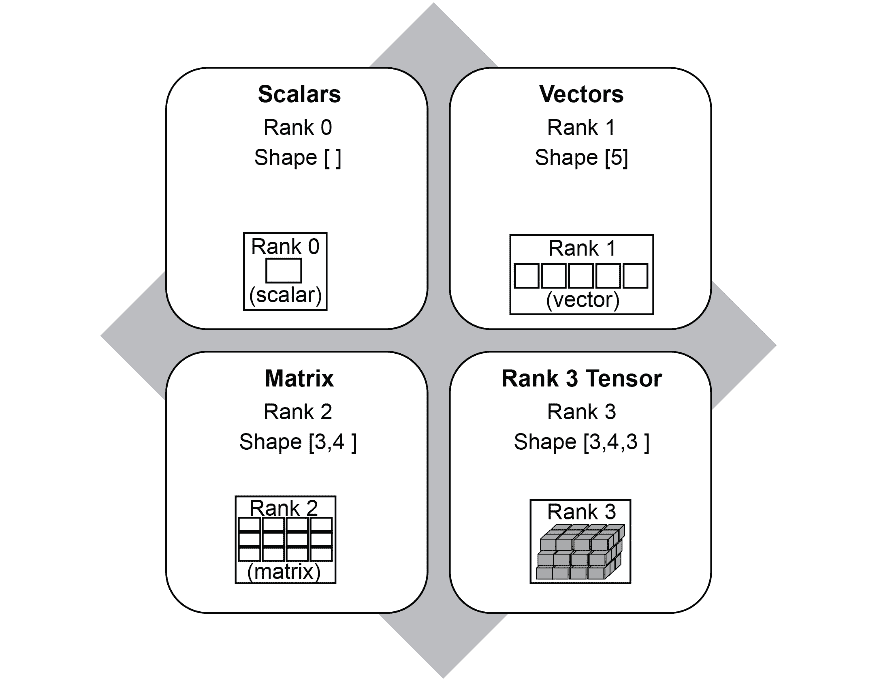 Scalars
Rank 0
Shape [ ]
Rank 0
(scalar)
Vectors
Rank 1
Shape [5]
Rank 1
(vector)
Matrix
Rank 2
Shape [3,4 ]
Rank 2
(matrix)
Rank 3 Tensor
Rank 3
Shape [3,4,3 ]
Rank 3